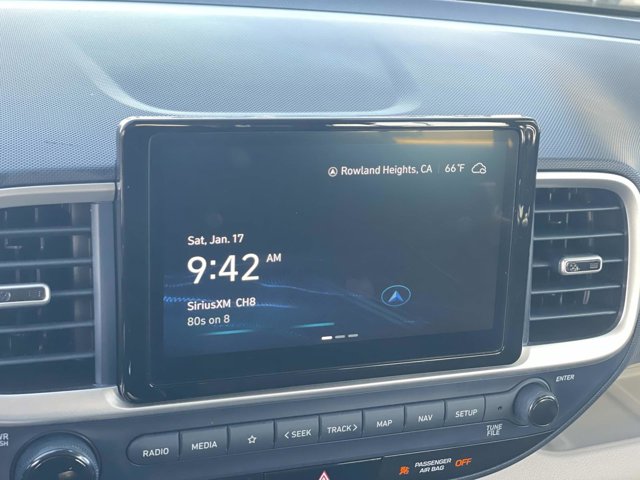 Rowland Heights, CA 66°F
Sat, Jan. 17
9:42 AM
SiriusXM CH8
80s on 8
ENTER
RADIO MEDIA < SEEK TRACK > MAP NAV SETUP
TUNE
FILE
PASSENGER
AIR BAG OFF